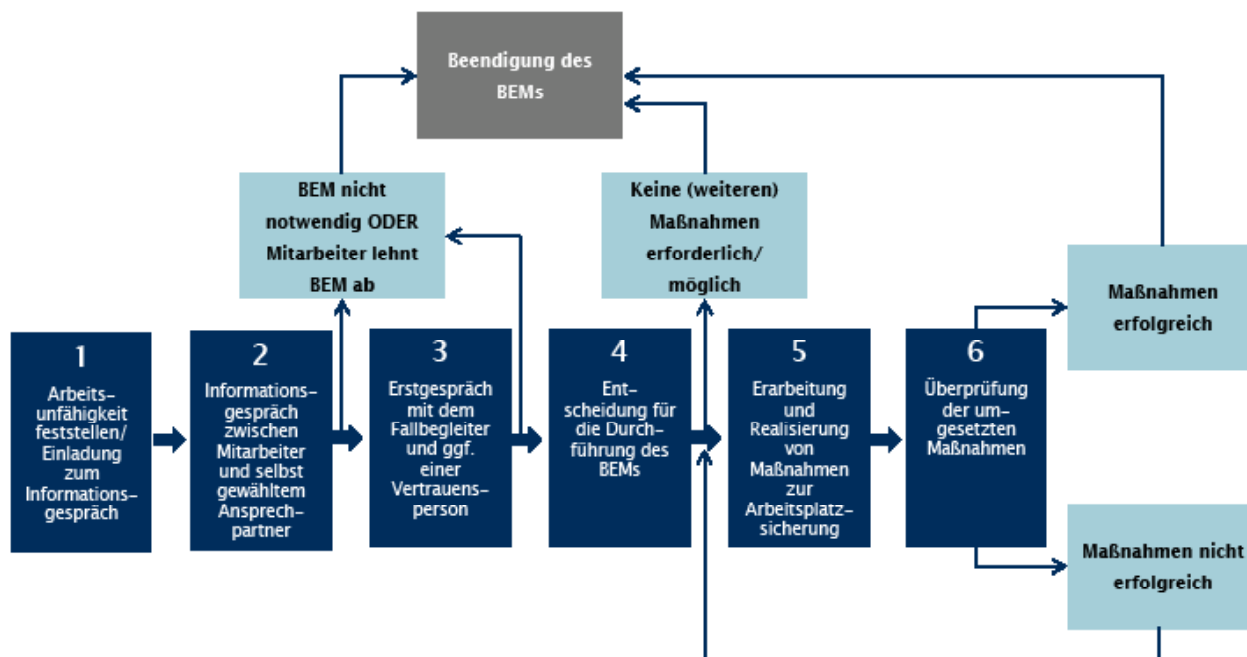 Beendigung des
BEMs
BEM nicht
notwendig ODER
Mitarbeiter lehnt
BEM ab
Keine (weiteren)
Maßnahmen
erforderlich/
möglich
Maßnahmen
erfolgreich
1
Arbeits-
unfähigkeit
feststellen/
Einladung
zum
Informations-
gespräch
2
Informations-
gespräch
zwischen
Mitarbeiter
und selbst
gewähltem
Ansprech-
partner
3
Erstgespräch
mit dem
Fallbegleiter
und ggf.
einer
Vertrauens-
person
4
Ent-
scheidung für
die Durch-
führung des
BEMs
5
Erarbeitung
und
Realisierung
von
Maßnahmen
zur
Arbeitsplatz-
sicherung
6
Überprüfung
der um-
gesetzten
Maßnahmen
Maßnahmen nicht
erfolgreich